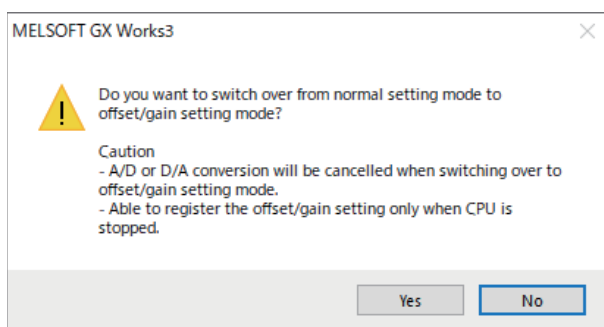 MELSOFT GX Works3
Do you want to switch over from normal setting mode to
offset/gain setting mode?
Caution
- A/D or D/A conversion will be cancelled when switching over to
offset/gain setting mode.
- Able to register the offset/gain setting only when CPU is
stopped.
Yes
No